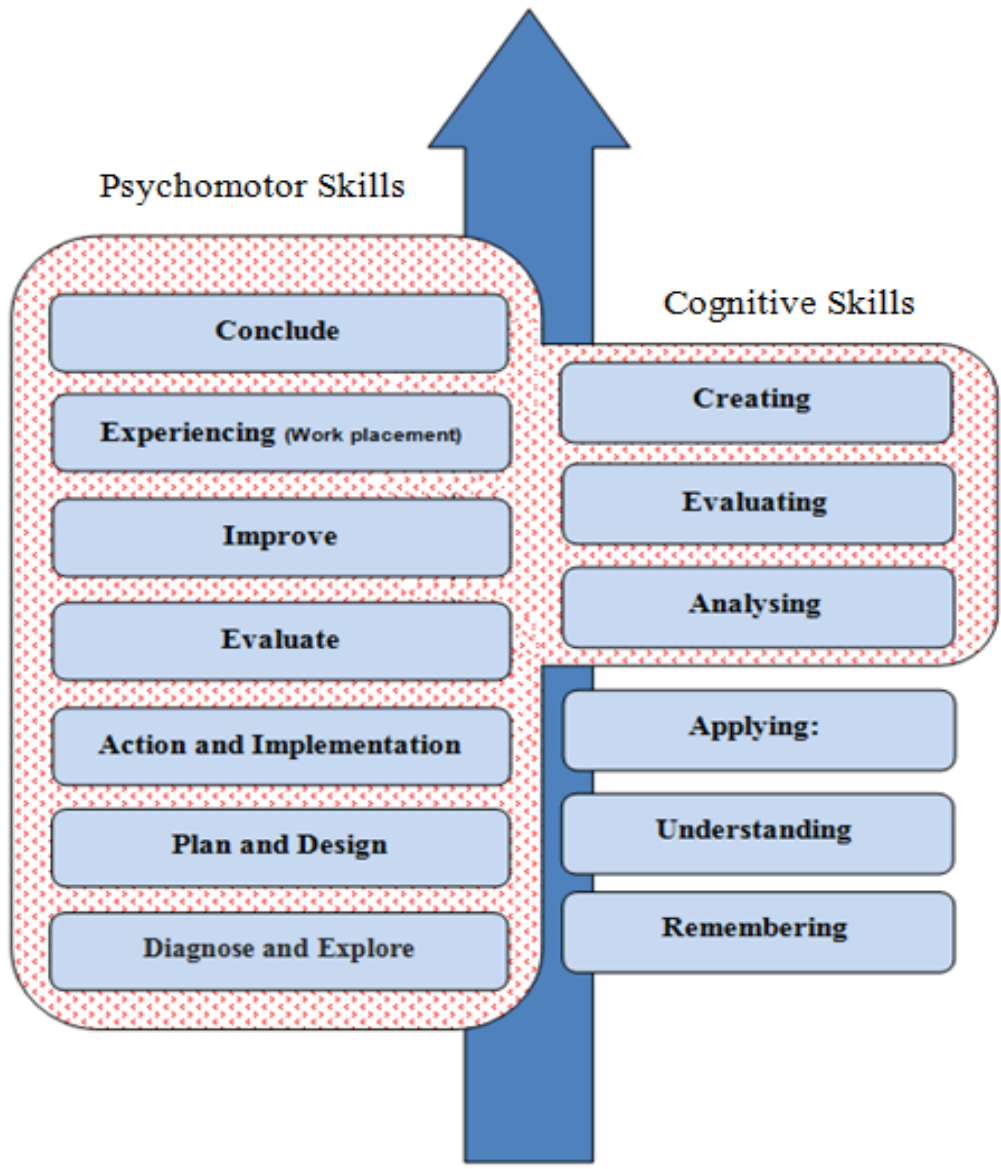 Psychomotor Skills
Conclude
Experiencing (Work placement)
Improve
Evaluate
Action and Implementation
Plan and Design
Diagnose and Explore
Cognitive Skills
Creating
Evaluating
Analysing
Applying:
Understanding
Remembering